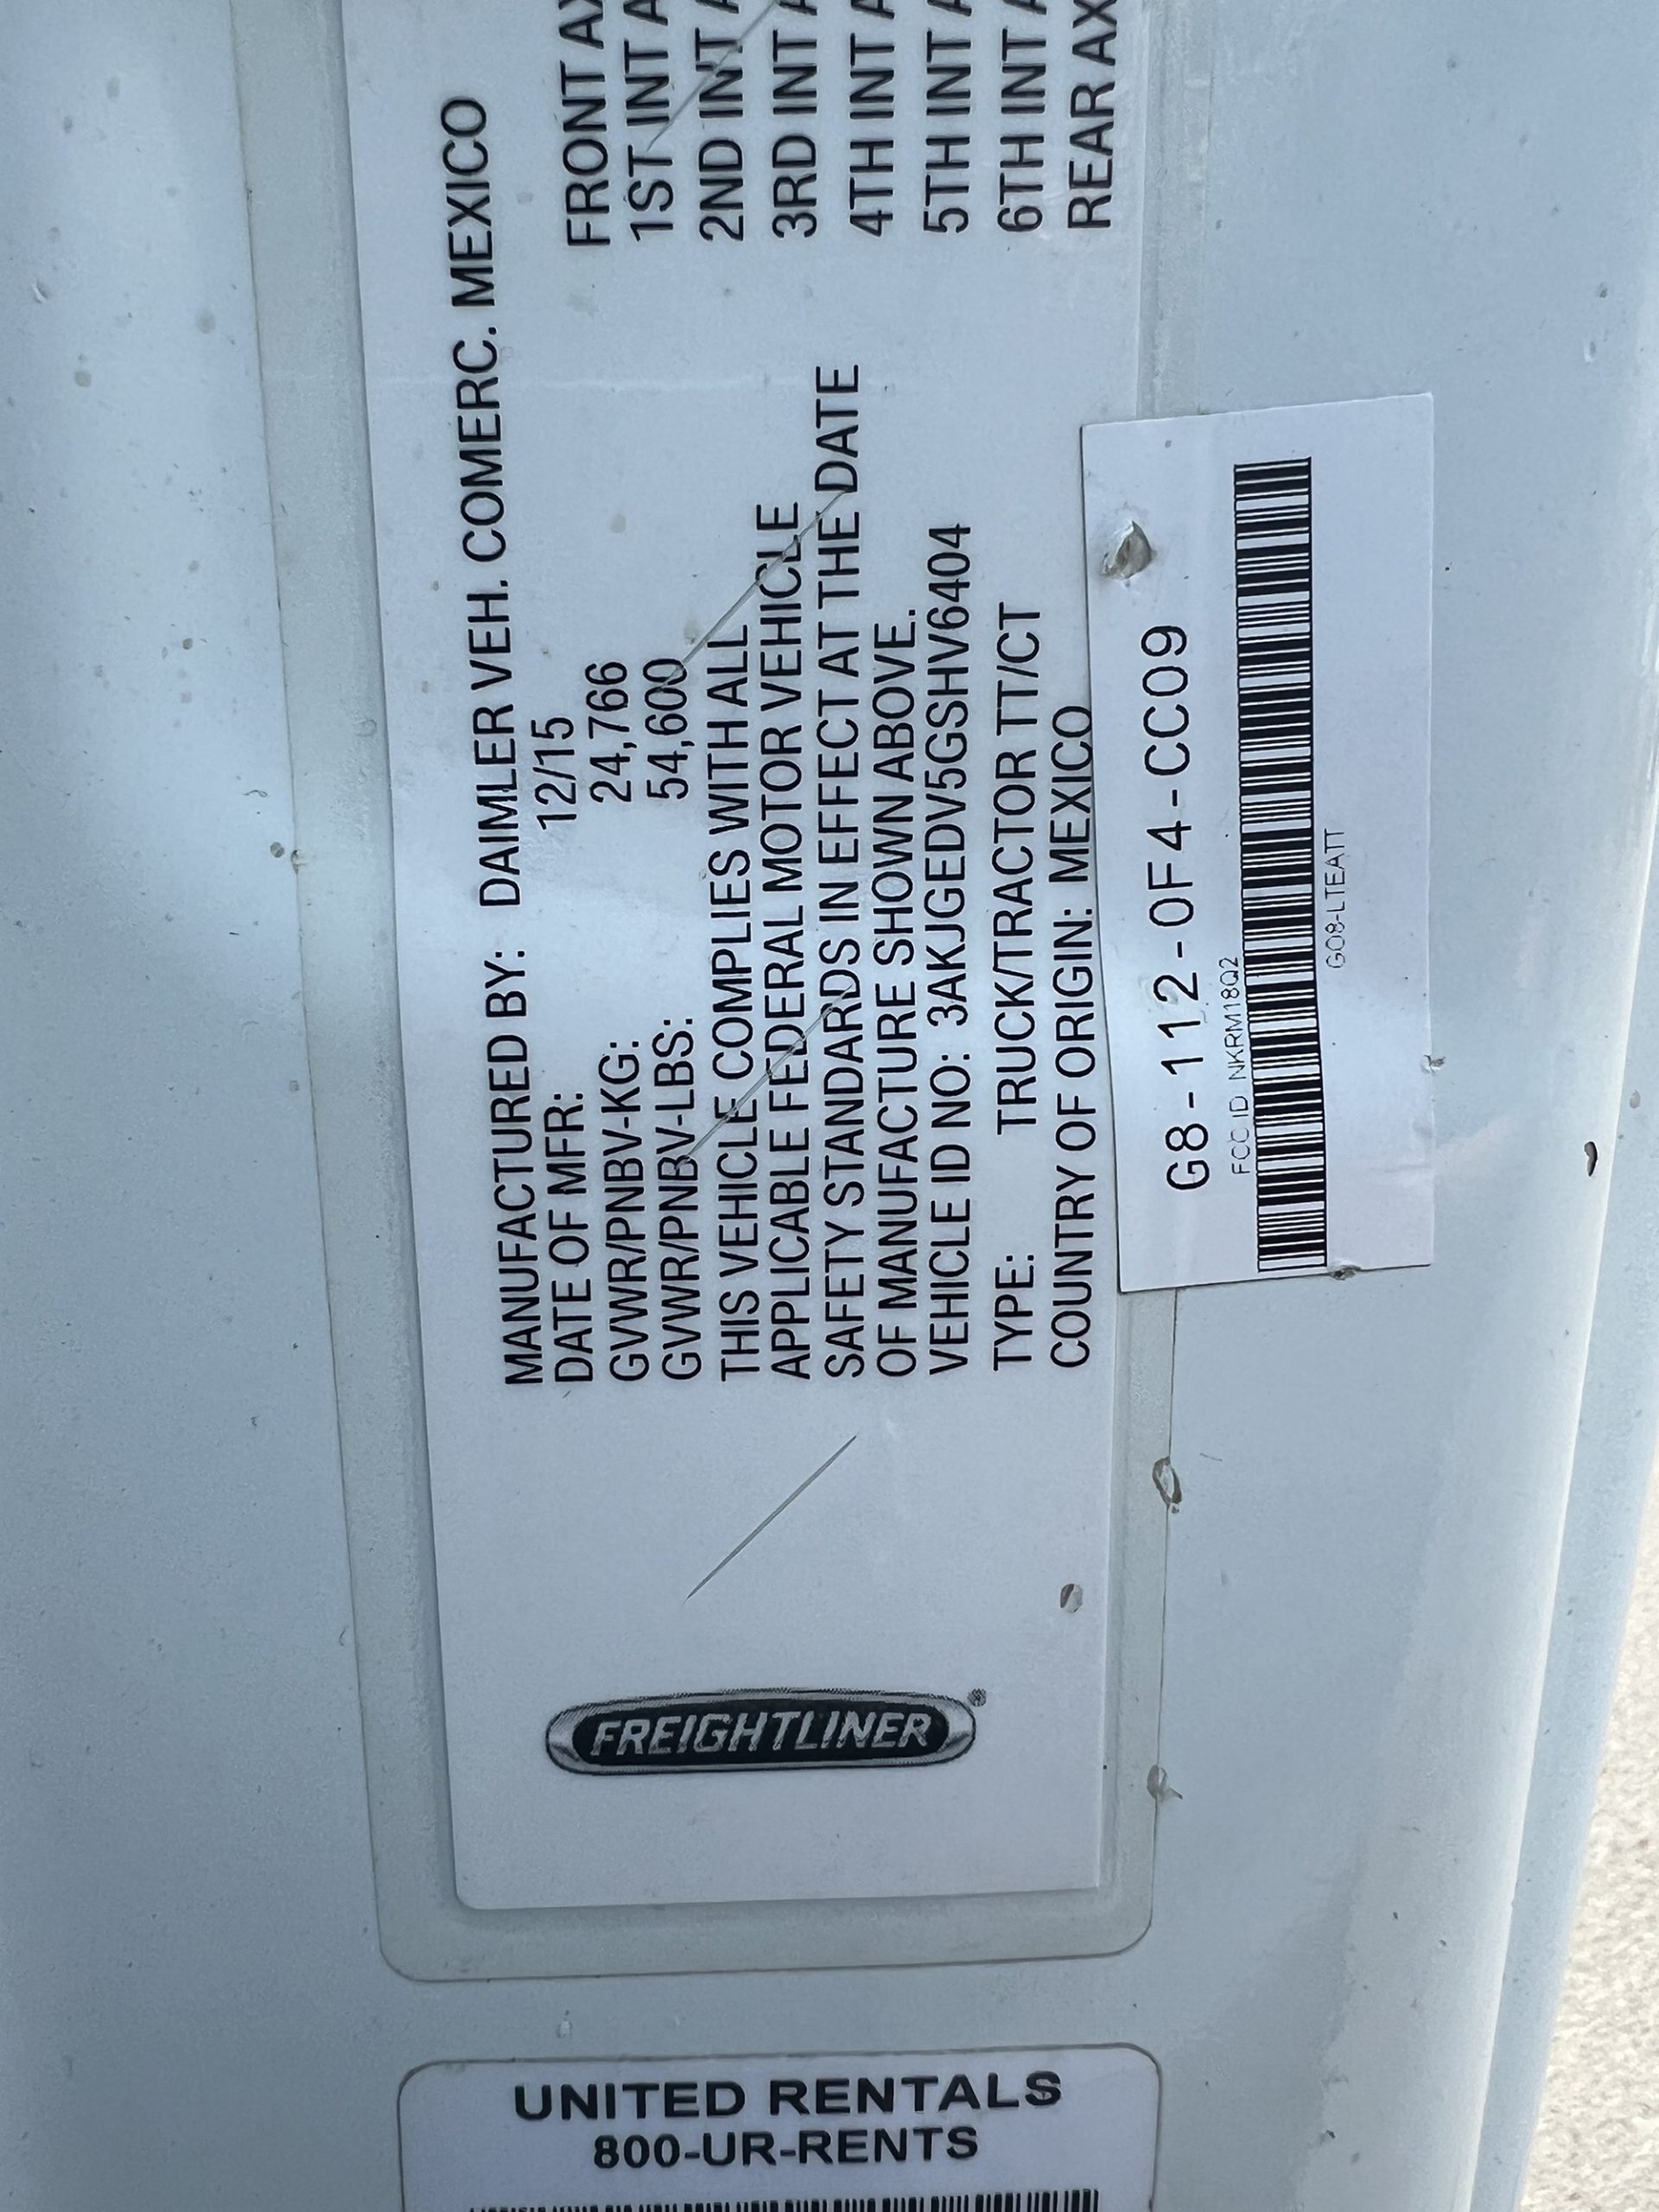 FREIGHTLINER®
MANUFACTURED BY: DAIMLER VEH. COMERC. MEXICO
DATE OF MFR: 12/15
GVWR/PNBV-KG: 24,766
GVWR/PNBV-LBS: 54,600
THIS VEHICLE COMPLIES WITH ALL
APPLICABLE FEDERAL MOTOR VEHICLE
SAFETY STANDARDS IN EFFECT AT THE DATE
OF MANUFACTURE SHOWN ABOVE.
VEHICLE ID NO: 3AKJGEDV5GSHV6404
TYPE: TRUCK/TRACTOR TT/CT
COUNTRY OF ORIGIN: MEXICO
FRONT
1ST INT
2ND INT
3RD INT
4TH INT
5TH INT
6TH INT
REAR
G8-112-0F4-CC09
FCC ID NKRM18Q2
GO8-LTEATT
UNITED RENTALS
800-UR-RENTS